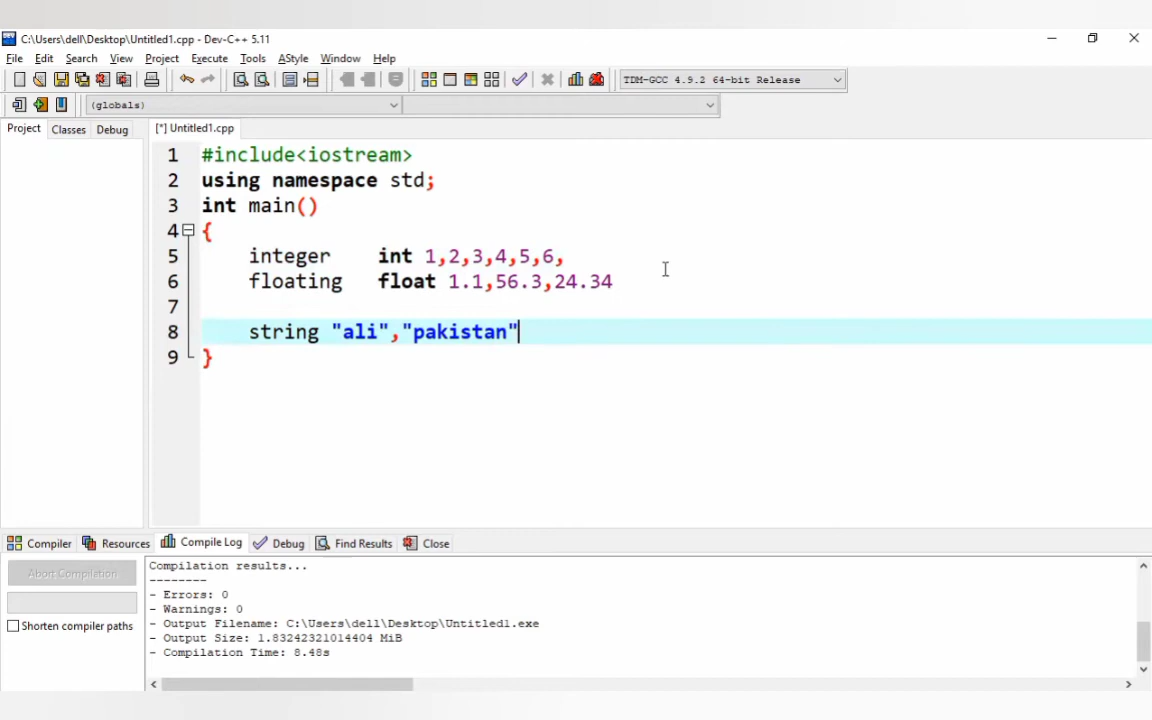 C:\Users\dell\Desktop\Untitled1.cpp - Dev-C++ 5.11
File Edit Search View Project Execute Tools AStyle Window Help
TDM-GCC 4.9.2 64-bit Release
(globals)
Project Classes Debug [*] Untitled1.cpp
1 #include<iostream>
2 using namespace std;
3 int main()
4 {
5 integer int 1,2,3,4,5,6,
6 floating float 1.1,56.3,24.34
7
8 string "ali","pakistan"
9 }
Compiler Resources Compile Log Debug Find Results Close
Abort Compilation
Shorten compiler paths
Compilation results...
--------
- Errors: 0
- Warnings: 0
- Output Filename: C:\Users\dell\Desktop\Untitled1.exe
- Output Size: 1.83242321014404 MiB
- Compilation Time: 8.48s